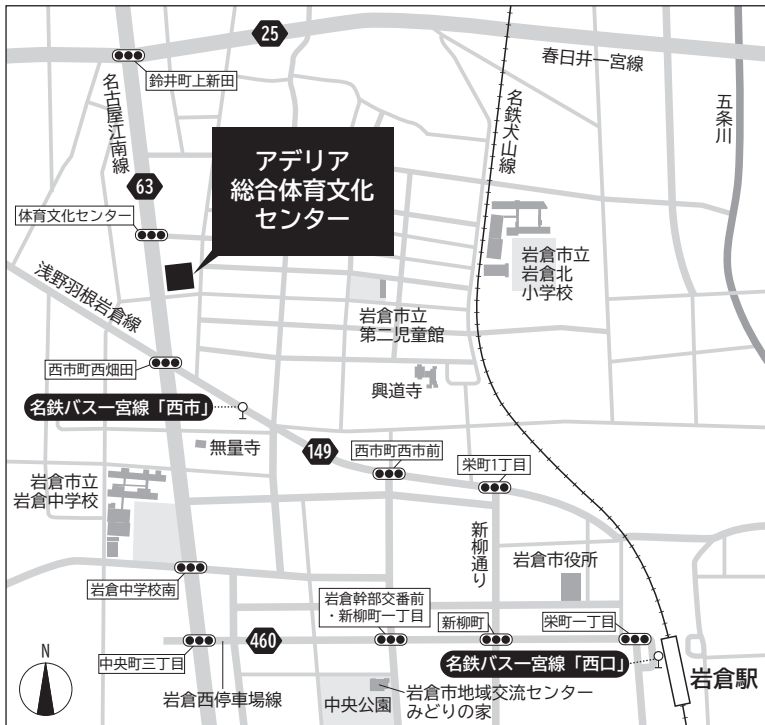 25
春日井一宮線
鈴井町上新田
名古屋江南線
名鉄犬山線
五条川
アデリア
総合体育文化
センター
63
体育文化センター
浅野羽根岩倉線
岩倉市立
岩倉北
小学校
岩倉市立
第二児童館
西市町西畑田
興道寺
名鉄バス一宮線「西市」
無量寺
149
西市町西市前
栄町1丁目
岩倉市立
岩倉中学校
新柳通り
岩倉市役所
岩倉中学校南
岩倉幹部交番前
・新柳町一丁目
新柳町
栄町一丁目
460
中央町三丁目
名鉄バス一宮線「西口」
岩倉駅
N
岩倉西停車場線
中央公園
岩倉市地域交流センター
みどりの家